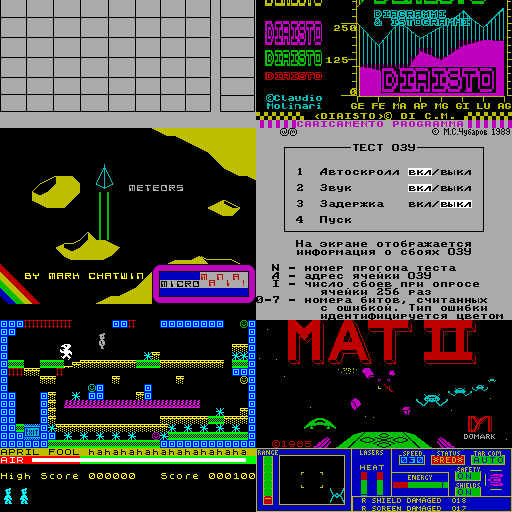 DIAGRAMMI
& ISTOGRAMMI
250
DIAISTO
DIAISTO
125
DIAISTO
DIAISTO
0
©Claudio
Molinari
GE FE MA AP MG GI LU AG
<DIAISTO>© DI C.M.
CARICAMENTO PROGRAMMA
METEORS
BY MARK CHATWIN
MICRO
© М.С.Чубаров 1989
ТЕСТ ОЗУ
1 Автоскролл вкл/выкл
2 Звук вкл/выкл
3 Задержка вкл/выкл
4 Пуск
На экране отображается
информация о сбоях ОЗУ
N - номер прогона теста
A - адрес ячейки ОЗУ
I - число сбоев при опросе
ячейки 256 раз
0-7 - номера битов, считанных
с ошибкой. Тип ошибки
идентифицируется цветом
APRIL FOOL hahahahahahahahahahah
AIR
High Score 000000 Score 000100
MAT II
©1985
DOMARK
RANGE
LASERS
SPEED
STATUS
TAR COM
030
*RED*
AUTO
HEAT
ENERGY
SAFETY
ON
SHIELDS
ON
R SHIELD DAMAGED 018
R SCREEN DAMAGED 017